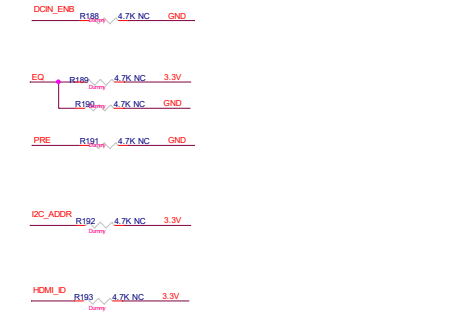 DCIN_ENB
R188 4.7K NC GND
Dummy
EQ R189 4.7K NC 3.3V
Dummy
R190 4.7K NC GND
Dummy
PRE R191 4.7K NC GND
Dummy
I2C_ADDR
R192 4.7K NC 3.3V
Dummy
HDMI_ID
R193 4.7K NC 3.3V
Dummy